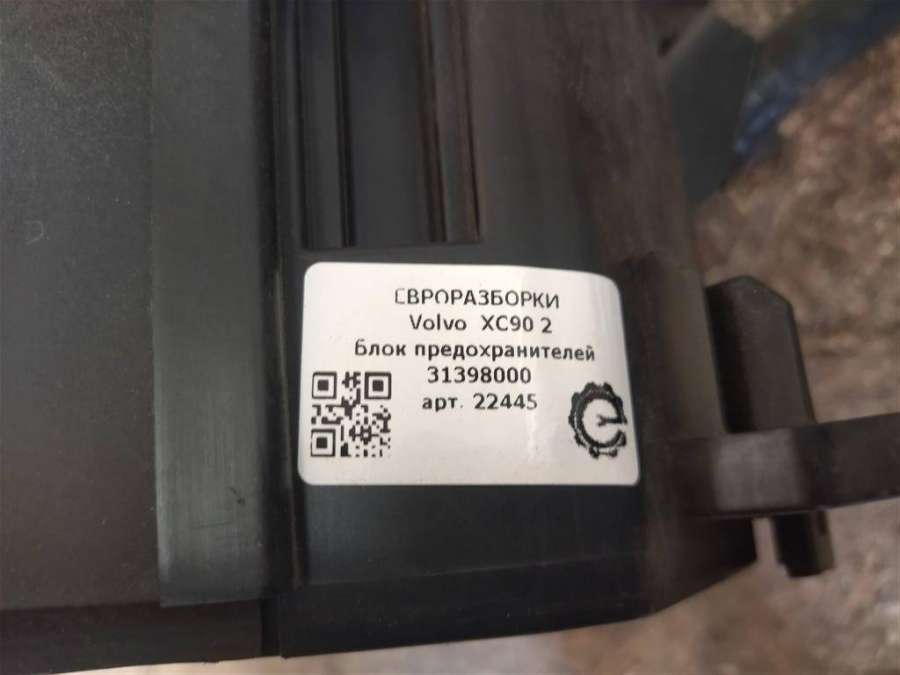 ЕВРОРАЗБОРКИ
Volvo XC90 2
блок предохранителей
31398000
арт. 22445